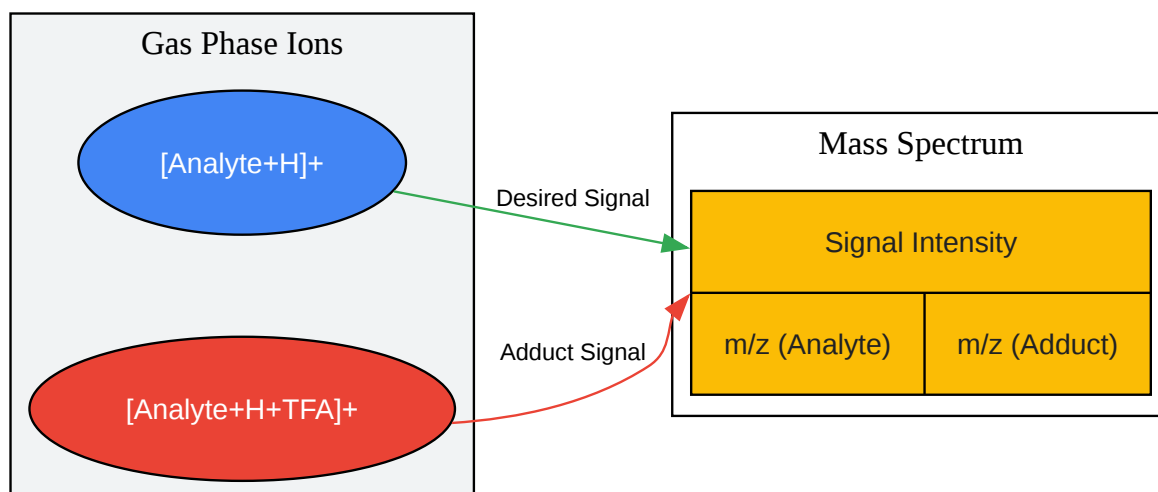 Gas Phase Ions
[Analyte+H]+
[Analyte+H+TFA]+
Desired Signal
Adduct Signal
Mass Spectrum
Signal Intensity
m/z (Analyte)
m/z (Adduct)